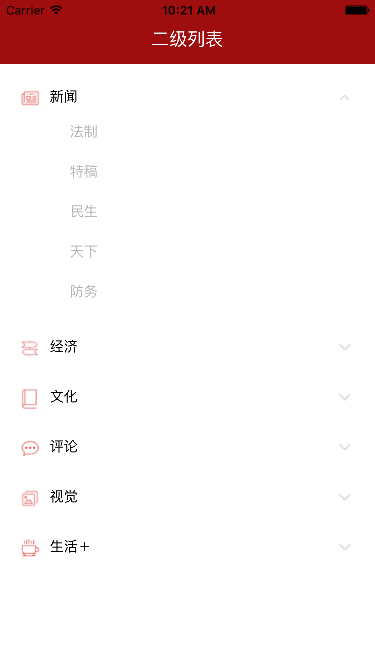 Carrier 10:21 AM
二级列表
新闻
法制
特稿
民生
天下
防务
经济
文化
评论
视觉
生活+